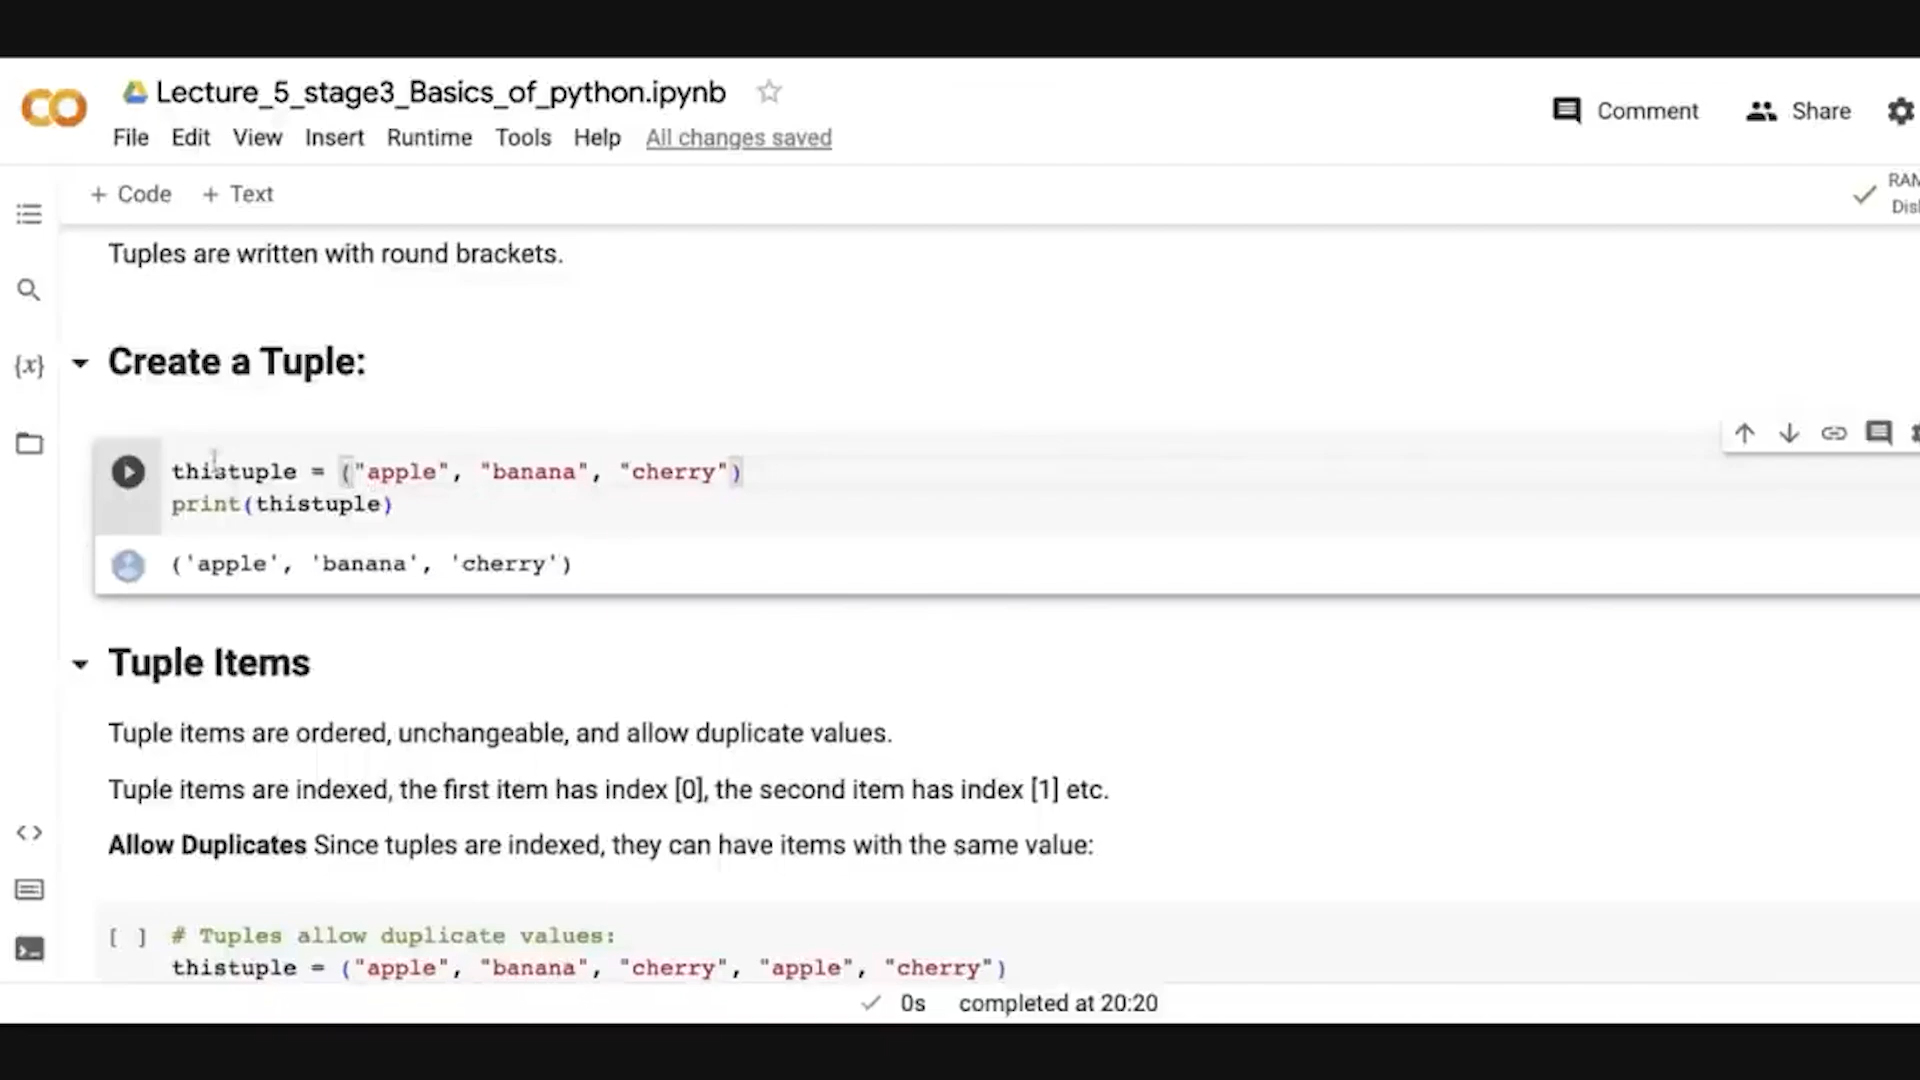 Lecture_5_stage3_Basics_of_python.ipynb
File Edit View Insert Runtime Tools Help All changes saved
Comment Share
+ Code + Text
RAM
Disk
Tuples are written with round brackets.
Create a Tuple:
thistuple = ("apple", "banana", "cherry")
print(thistuple)
('apple', 'banana', 'cherry')
Tuple Items
Tuple items are ordered, unchangeable, and allow duplicate values.
Tuple items are indexed, the first item has index [0], the second item has index [1] etc.
Allow Duplicates Since tuples are indexed, they can have items with the same value:
[ ] # Tuples allow duplicate values:
thistuple = ("apple", "banana", "cherry", "apple", "cherry")
0s completed at 20:20